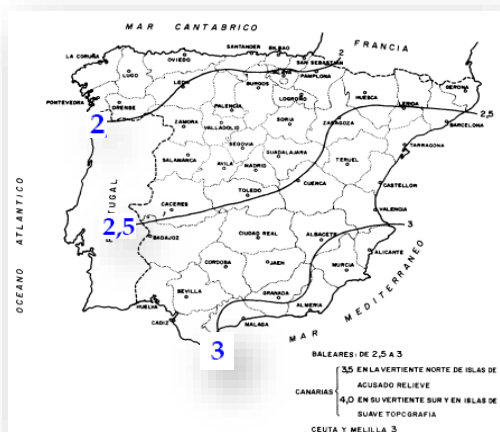 MAR CANTABRICO
FRANCIA
OCEANO ATLANTICO
MAR MEDITERRANEO
LA CORUÑA
LUGO
OVIEDO
SANTANDER
BILBAO
SAN SEBASTIAN
2
PAMPLONA
PONTEVEDRA
ORENSE
LEON
BURGOS
LOGROÑO
HUESCA
LERIDA
GERONA
2,5
BARCELONA
2
ZAMORA
PALENCIA
VALLADOLID
SORIA
ZARAGOZA
TARRAGONA
SALAMANCA
SEGOVIA
AVILA
MADRID
GUADALAJARA
TERUEL
CASTELLON
CACERES
TOLEDO
CUENCA
VALENCIA
2,5
BADAJOZ
CIUDAD REAL
ALBACETE
3
ALICANTE
CORDOBA
JAEN
MURCIA
HUELVA
SEVILLA
GRANADA
ALMERIA
CADIZ
MALAGA
3
BALEARES: DE 2,5 A 3
CANARIAS
3,5 EN LA VERTIENTE NORTE DE ISLAS DE
ACUSADO RELIEVE
4,0 EN SU VERTIENTE SUR Y EN ISLAS DE
SUAVE TOPOGRAFIA
CEUTA Y MELILLA 3